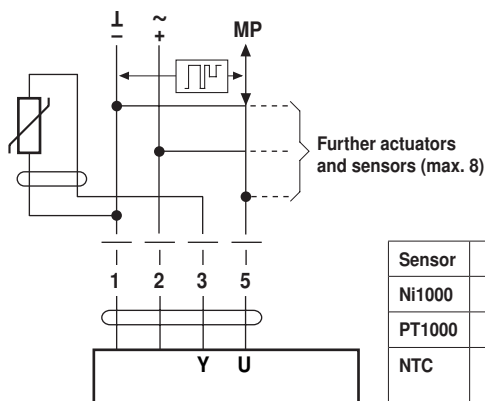 ⊥ ~
− + MP
Further actuators
and sensors (max. 8)
1 2 3 5
Y U
Sensor
Ni1000
PT1000
NTC